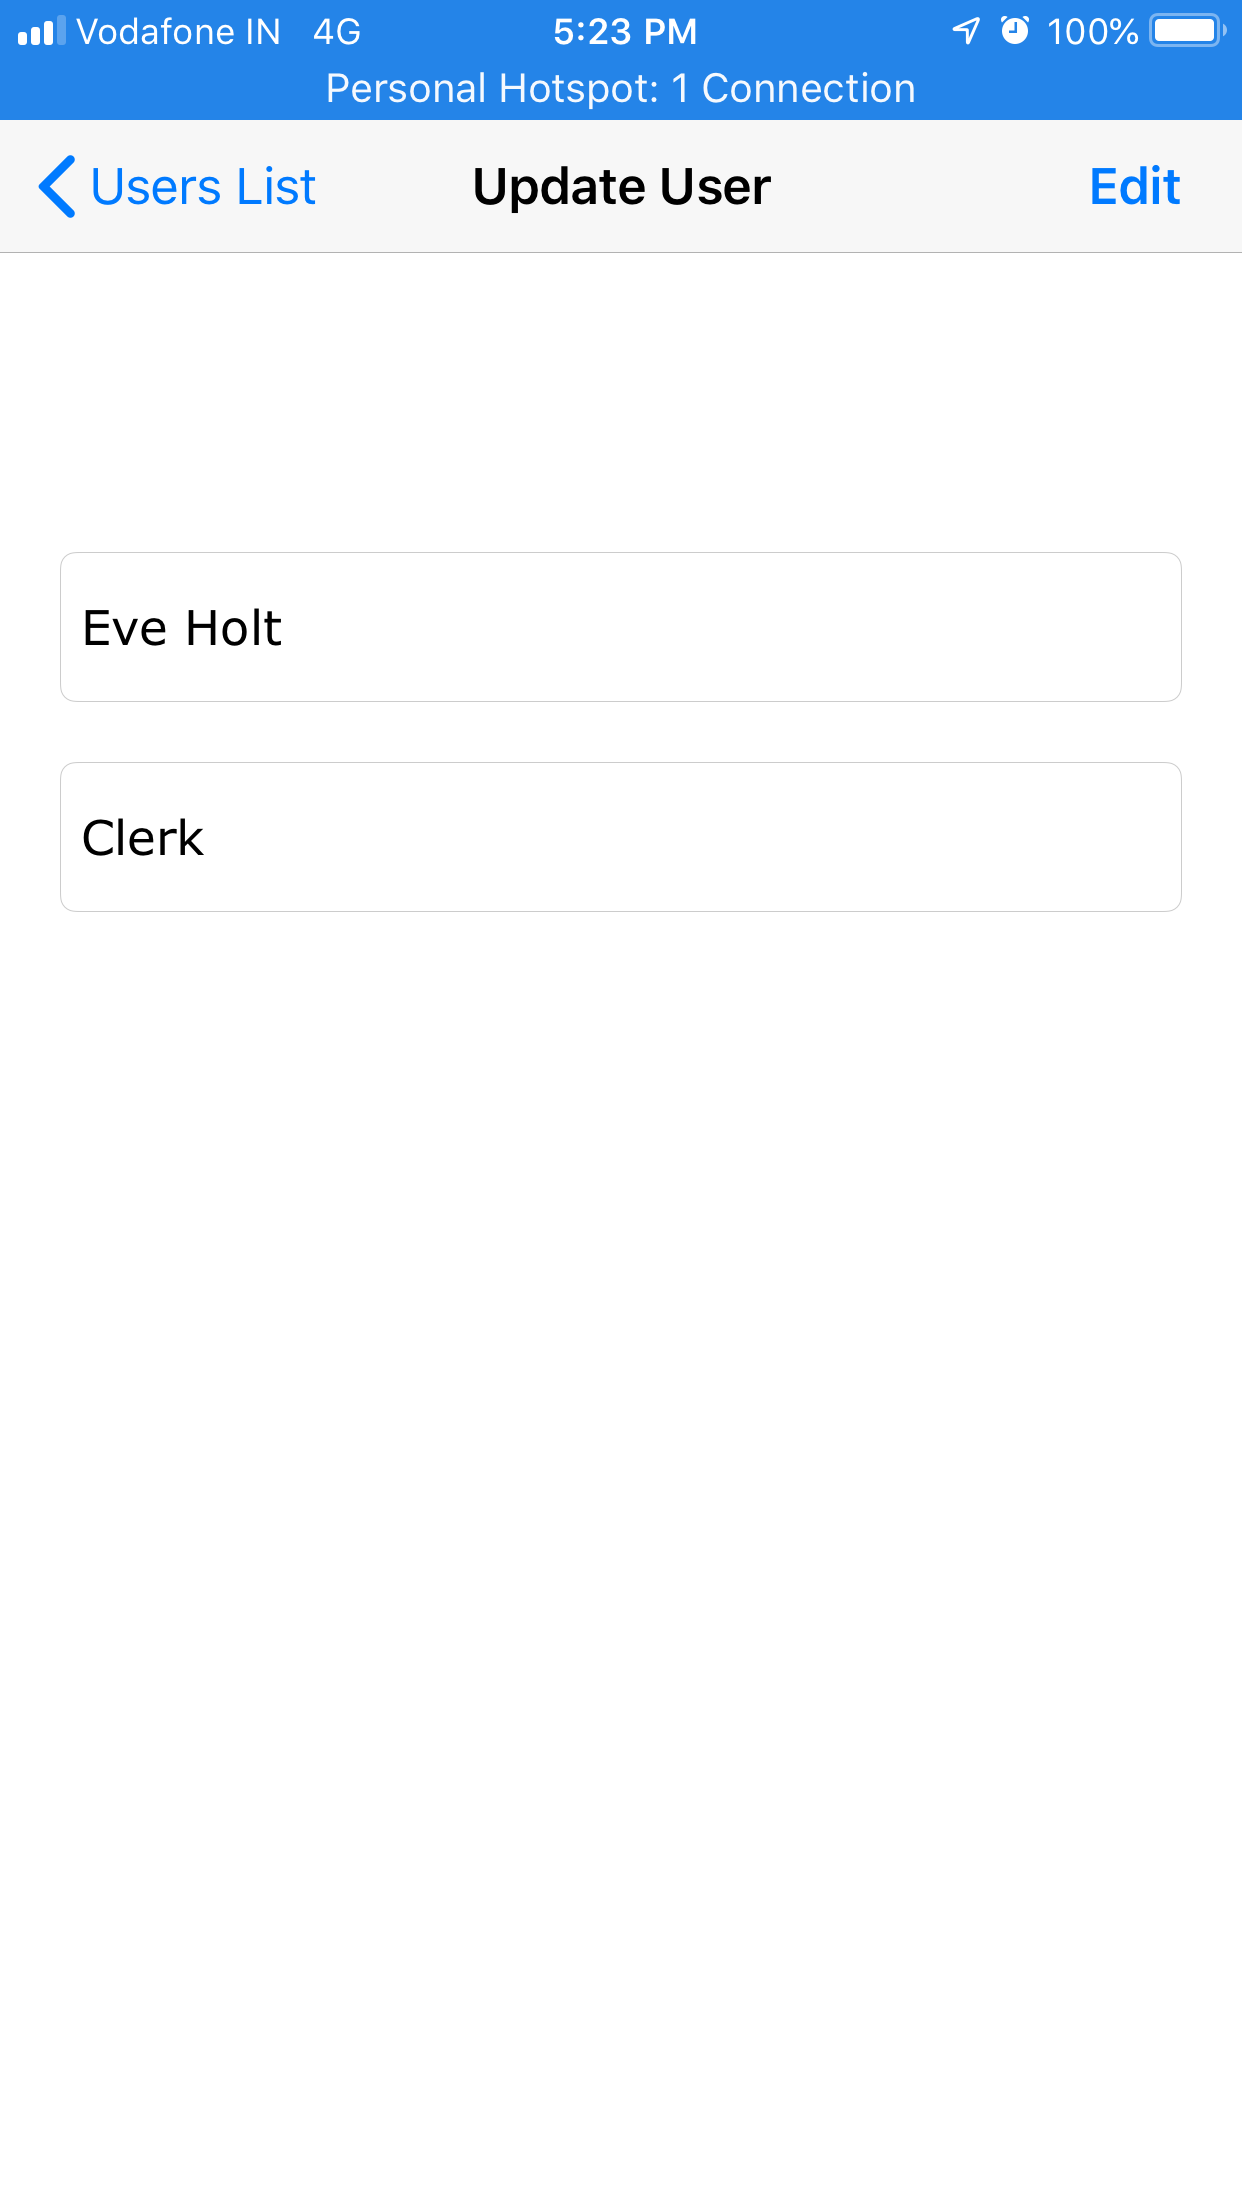 Vodafone IN 4G 5:23 PM 100%
Personal Hotspot: 1 Connection
Users List Update User Edit
Eve Holt
Clerk